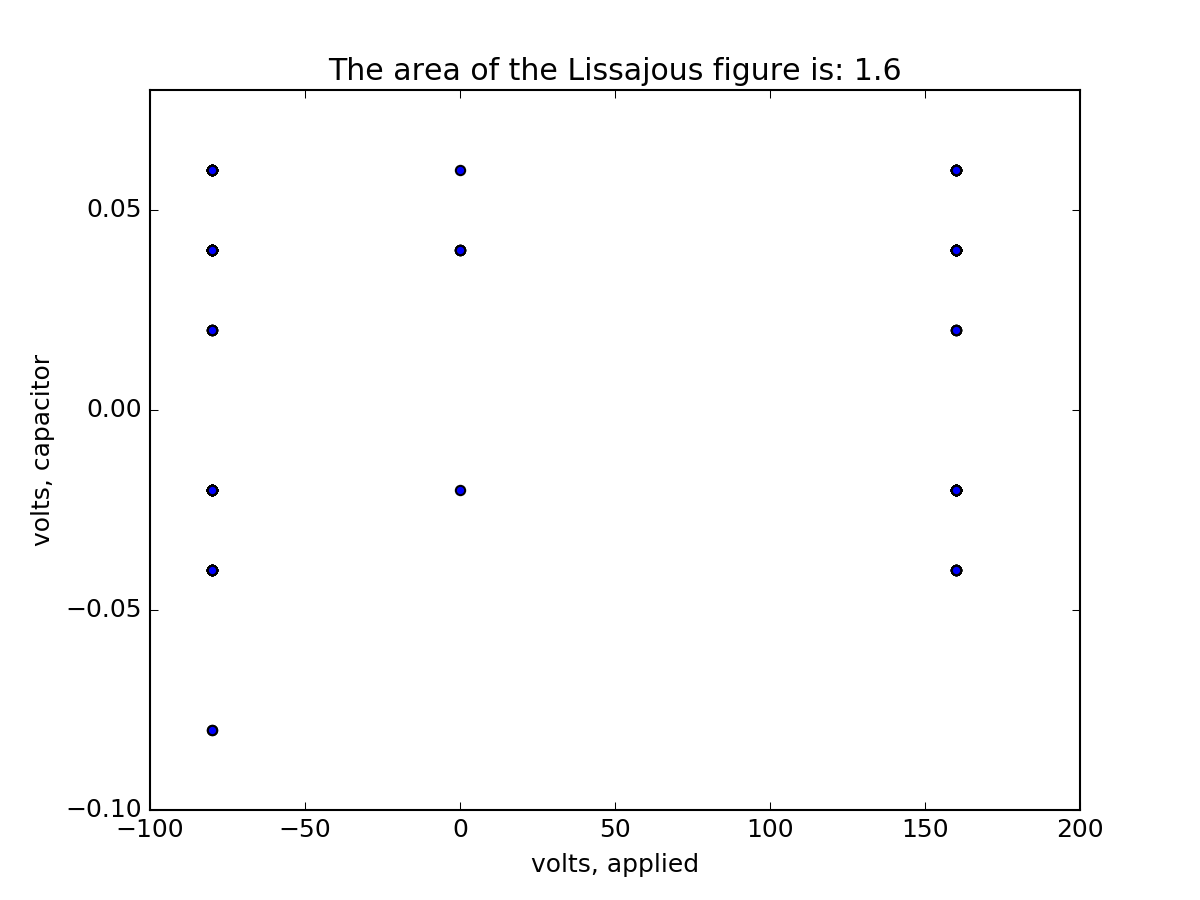 The area of the Lissajous figure is: 1.6
0.05
0.00
−0.05
−0.10
volts, capacitor
−100 −50 0 50 100 150 200
volts, applied